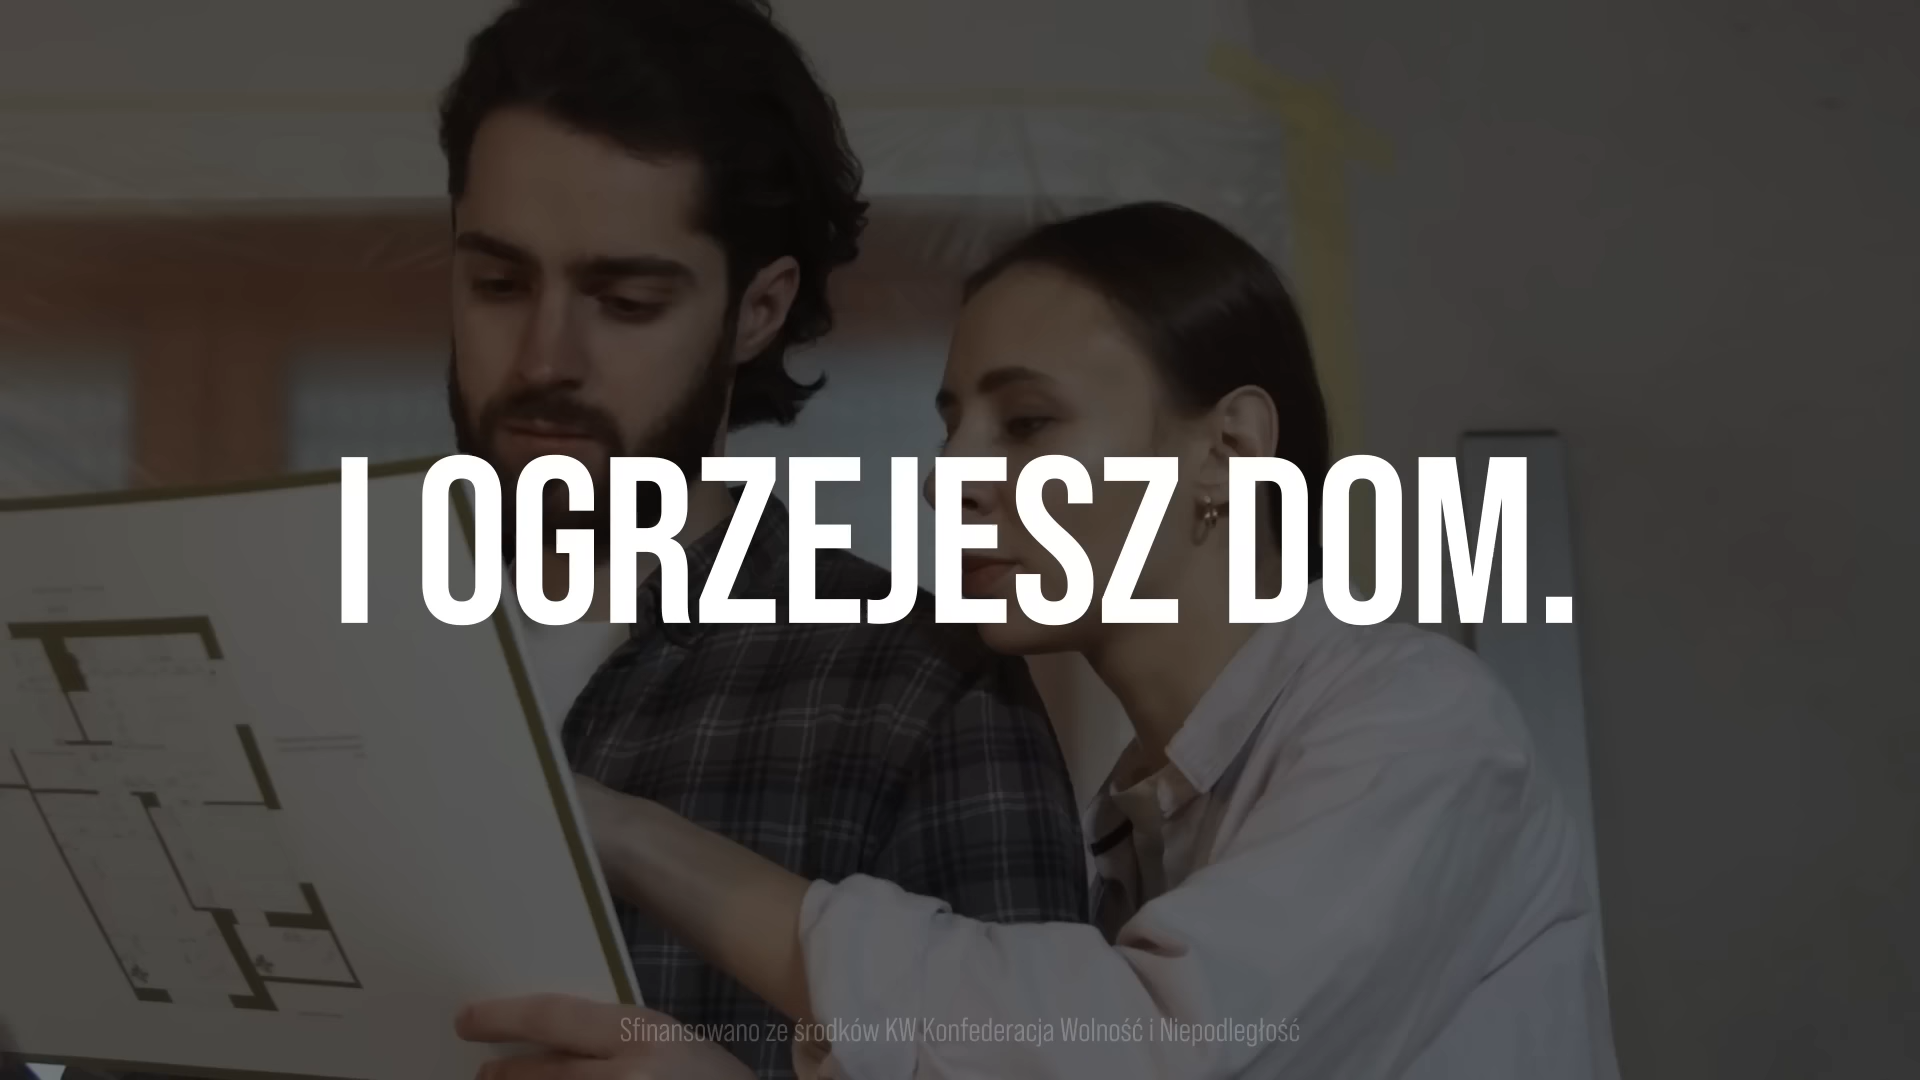 I OGRZEJESZ DOM.
Sfinansowano ze środków KW Konfederacja Wolność i Niepodległość